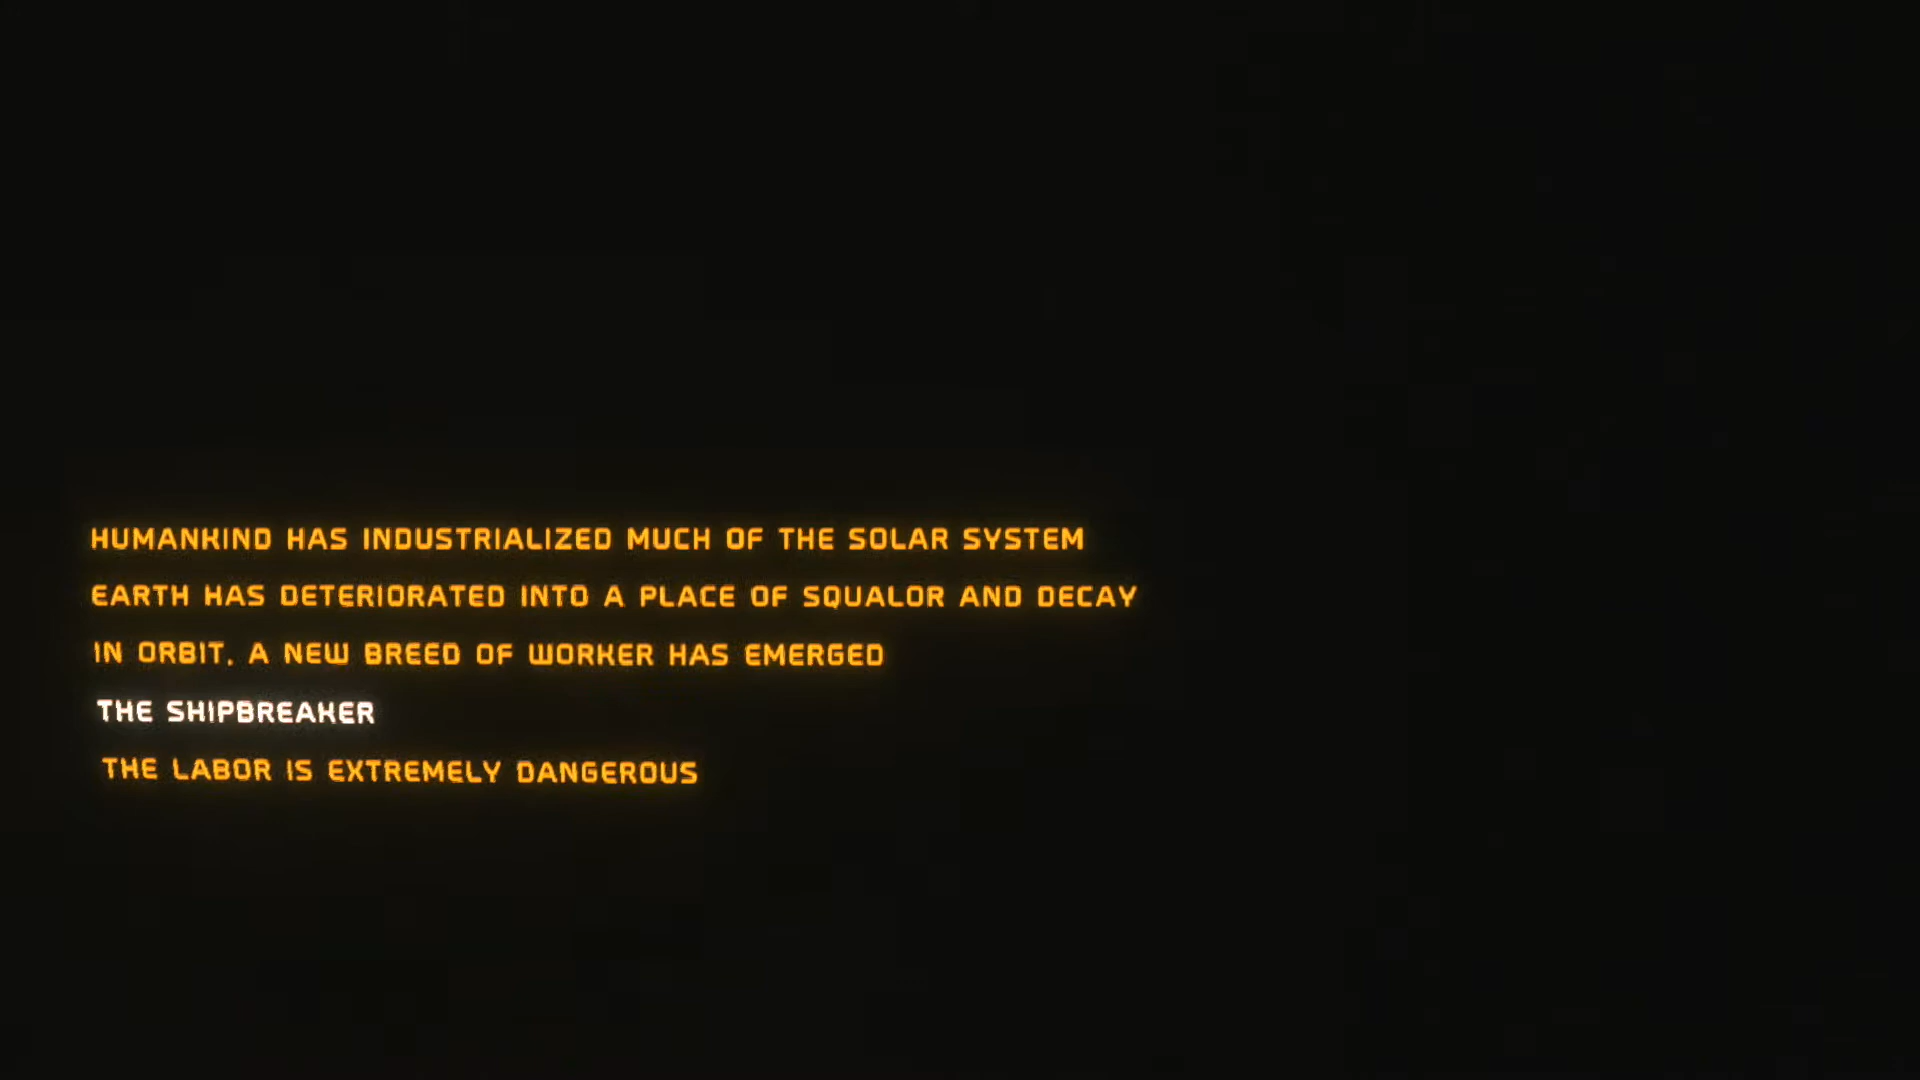 HUMANKIND HAS INDUSTRIALIZED MUCH OF THE SOLAR SYSTEM
EARTH HAS DETERIORATED INTO A PLACE OF SQUALOR AND DECAY
IN ORBIT, A NEW BREED OF WORKER HAS EMERGED
THE SHIPBREAKER
THE LABOR IS EXTREMELY DANGEROUS